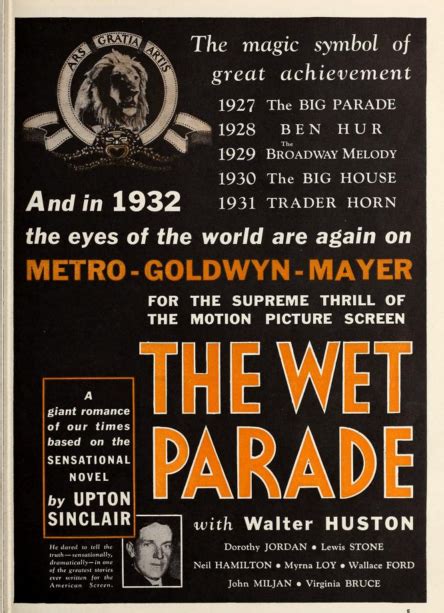 ARS GRATIA ARTIS
The magic symbol of
great achievement
1927 The BIG PARADE
1928 BEN HUR
1929 The BROADWAY MELODY
1930 The BIG HOUSE
1931 TRADER HORN
And in 1932
the eyes of the world are again on
METRO-GOLDWYN-MAYER
FOR THE SUPREME THRILL OF
THE MOTION PICTURE SCREEN
THE WET
PARADE
A
giant romance
of our times
based on the
SENSATIONAL
NOVEL
by UPTON
SINCLAIR
He dared to tell the
truth—sensationally,
dramatically—in one
of the greatest stories
ever written for the
American Screen.
with Walter HUSTON
Dorothy JORDAN • Lewis STONE
Neil HAMILTON • Myrna LOY • Wallace FORD
John MILJAN • Virginia BRUCE